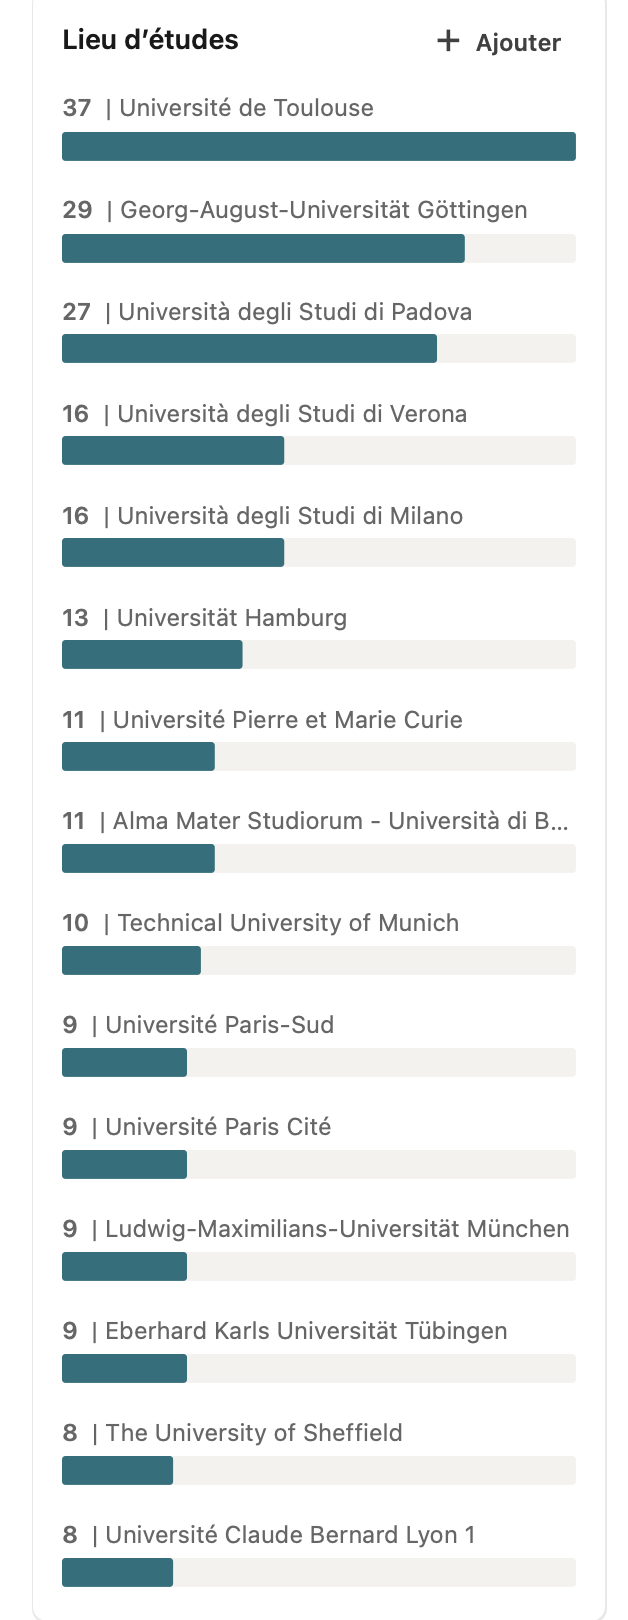 Lieu d’études
+ Ajouter
37 | Université de Toulouse
29 | Georg-August-Universität Göttingen
27 | Università degli Studi di Padova
16 | Università degli Studi di Verona
16 | Università degli Studi di Milano
13 | Universität Hamburg
11 | Université Pierre et Marie Curie
11 | Alma Mater Studiorum - Università di B...
10 | Technical University of Munich
9 | Université Paris-Sud
9 | Université Paris Cité
9 | Ludwig-Maximilians-Universität München
9 | Eberhard Karls Universität Tübingen
8 | The University of Sheffield
8 | Université Claude Bernard Lyon 1